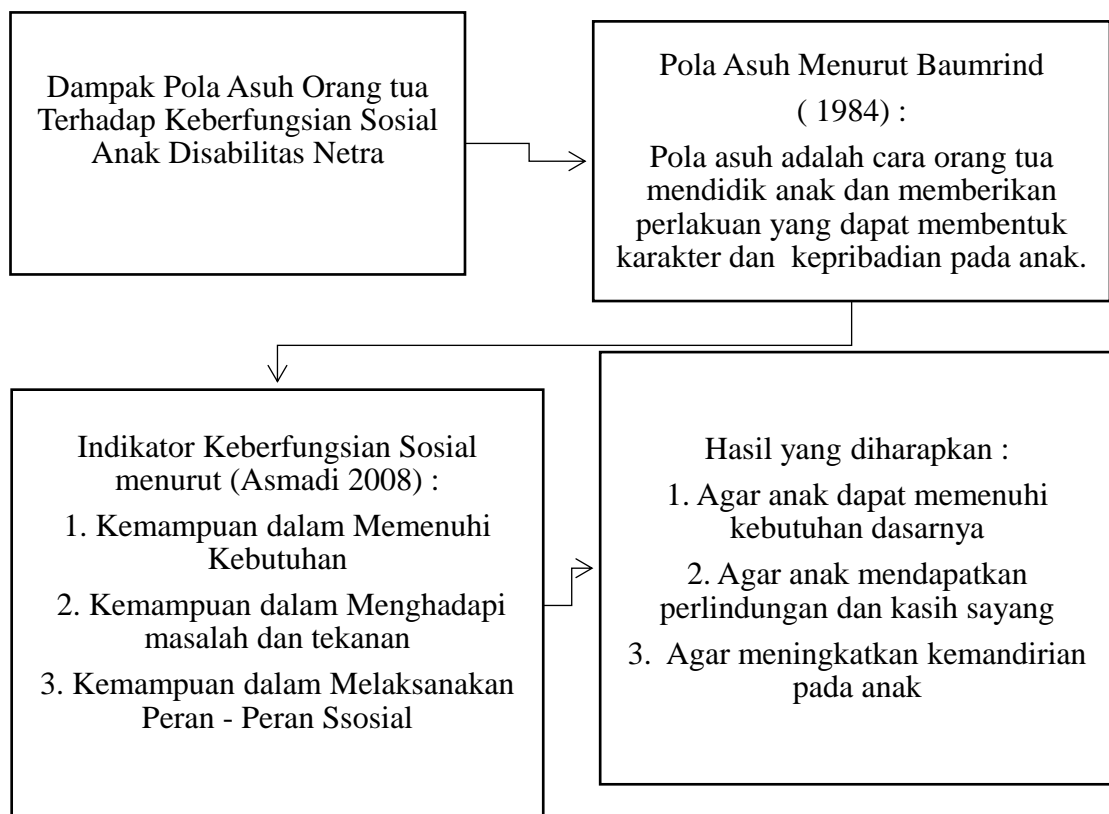 Dampak Pola Asuh Orang tua
Terhadap Keberfungsian Sosial
Anak Disabilitas Netra
Pola Asuh Menurut Baumrind
( 1984) :
Pola asuh adalah cara orang tua
mendidik anak dan memberikan
perlakuan yang dapat membentuk
karakter dan kepribadian pada anak.
Indikator Keberfungsian Sosial
menurut (Asmadi 2008) :
1. Kemampuan dalam Memenuhi
Kebutuhan
2. Kemampuan dalam Menghadapi
masalah dan tekanan
3. Kemampuan dalam Melaksanakan
Peran - Peran Ssosial
Hasil yang diharapkan :
1. Agar anak dapat memenuhi
kebutuhan dasarnya
2. Agar anak mendapatkan
perlindungan dan kasih sayang
3. Agar meningkatkan kemandirian
pada anak